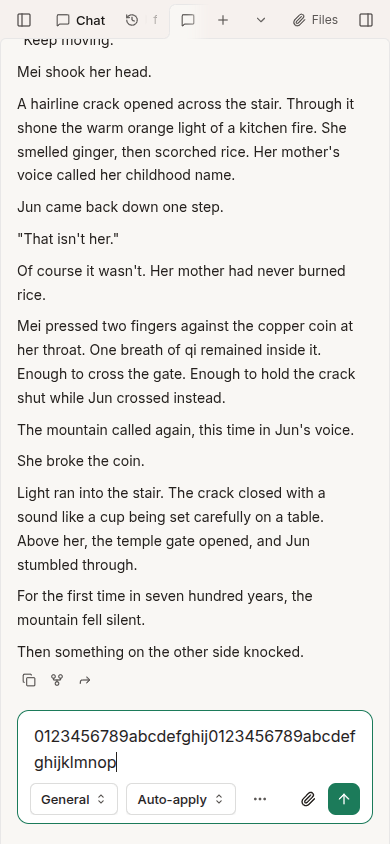 Chat
f
Files
"Keep moving."
Mei shook her head.
A hairline crack opened across the stair. Through it
shone the warm orange light of a kitchen fire. She
smelled ginger, then scorched rice. Her mother's
voice called her childhood name.
Jun came back down one step.
"That isn't her."
Of course it wasn't. Her mother had never burned
rice.
Mei pressed two fingers against the copper coin at
her throat. One breath of qi remained inside it.
Enough to cross the gate. Enough to hold the crack
shut while Jun crossed instead.
The mountain called again, this time in Jun's voice.
She broke the coin.
Light ran into the stair. The crack closed with a
sound like a cup being set carefully on a table.
Above her, the temple gate opened, and Jun
stumbled through.
For the first time in seven hundred years, the
mountain fell silent.
Then something on the other side knocked.
0123456789abcdefghij0123456789abcdef
ghijklmnop
General
Auto-apply